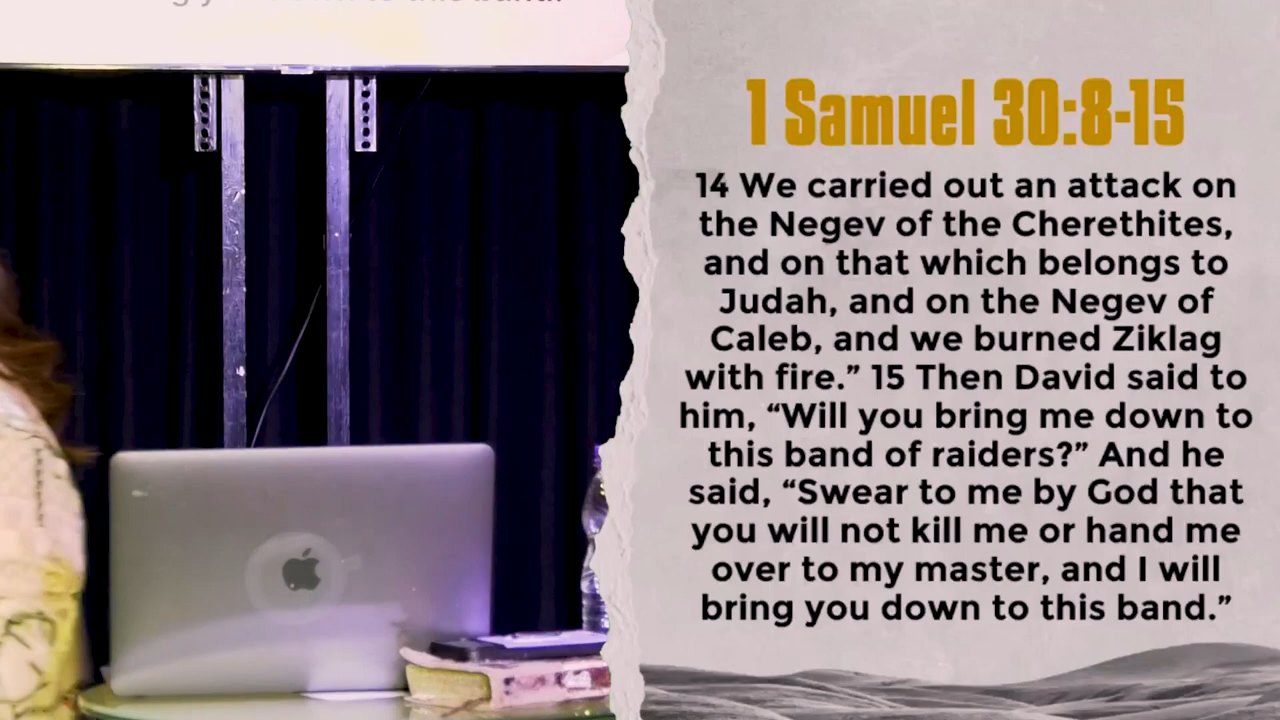 1 Samuel 30:8-15
14 We carried out an attack on
the Negev of the Cherethites,
and on that which belongs to
Judah, and on the Negev of
Caleb, and we burned Ziklag
with fire.” 15 Then David said to
him, “Will you bring me down to
this band of raiders?” And he
said, “Swear to me by God that
you will not kill me or hand me
over to my master, and I will
bring you down to this band.”